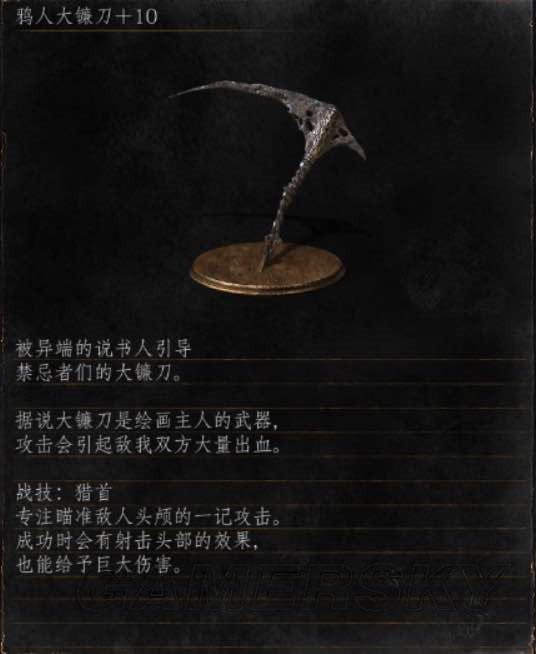 鸦人大镰刀+10
被异端的说书人引导
禁忌者们的大镰刀。
据说大镰刀是绘画主人的武器,
攻击会引起敌我双方大量出血。
战技: 猎首
专注瞄准敌人头颅的一记攻击。
成功时会有射击头部的效果,
也能给予巨大伤害。
GAMERSKY